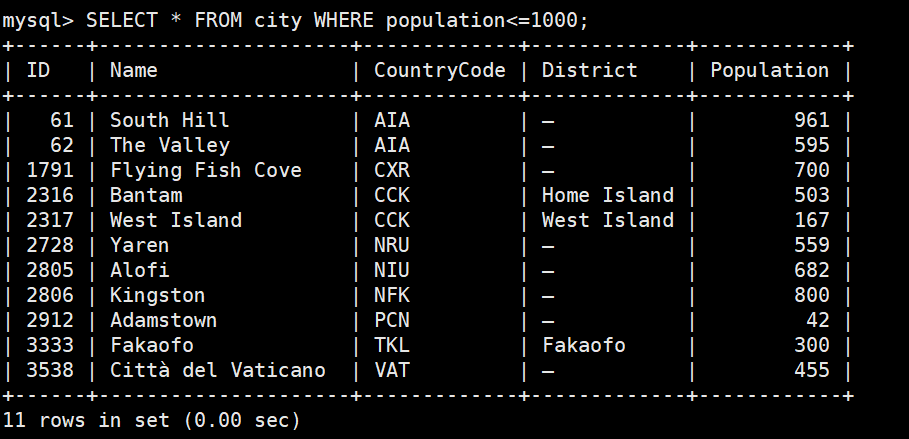 mysql> SELECT * FROM city WHERE population<=1000;
+------+---------------------+-------------+-------------+------------+
| ID   | Name                | CountryCode | District    | Population |
+------+---------------------+-------------+-------------+------------+
|   61 | South Hill          | AIA         | –           |        961 |
|   62 | The Valley          | AIA         | –           |        595 |
| 1791 | Flying Fish Cove    | CXR         | –           |        700 |
| 2316 | Bantam              | CCK         | Home Island |        503 |
| 2317 | West Island         | CCK         | West Island |        167 |
| 2728 | Yaren               | NRU         | –           |        559 |
| 2805 | Alofi               | NIU         | –           |        682 |
| 2806 | Kingston            | NFK         | –           |        800 |
| 2912 | Adamstown           | PCN         | –           |         42 |
| 3333 | Fakaofo             | TKL         | Fakaofo     |        300 |
| 3538 | Città del Vaticano  | VAT         | –           |        455 |
+------+---------------------+-------------+-------------+------------+
11 rows in set (0.00 sec)